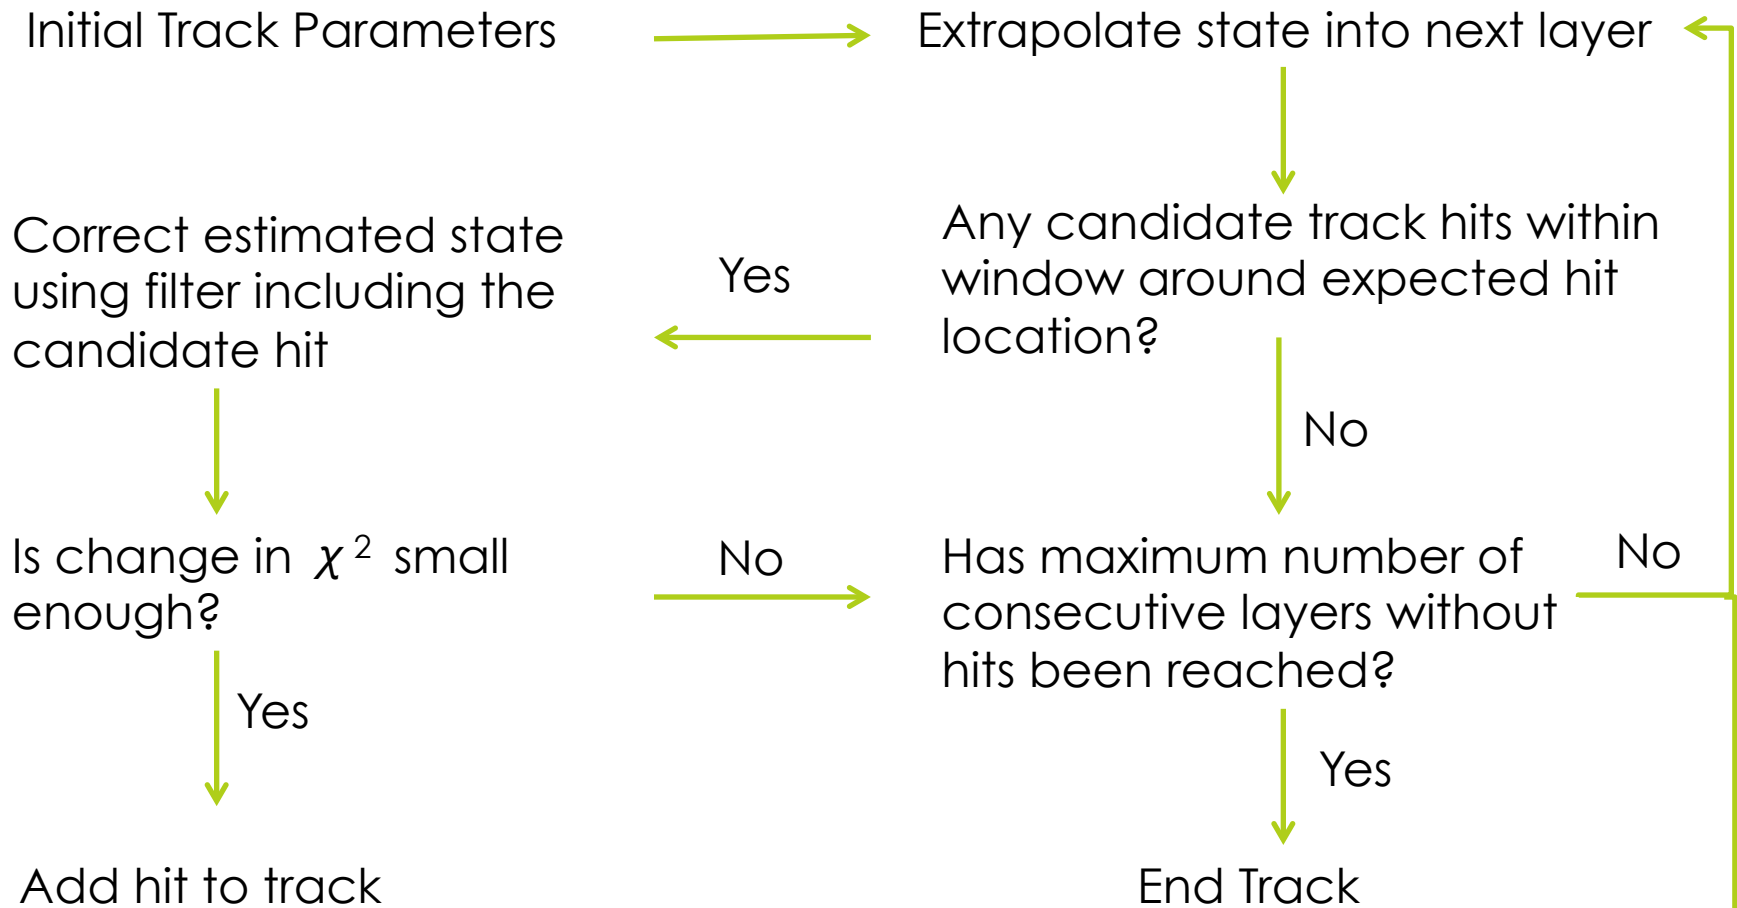 Initial Track Parameters
Extrapolate state into next layer
Any candidate track hits within
window around expected hit
location?
Yes
Correct estimated state
using filter including the
candidate hit
No
Is change in χ² small
enough?
No
Has maximum number of
consecutive layers without
hits been reached?
No
Yes
Yes
Add hit to track
End Track